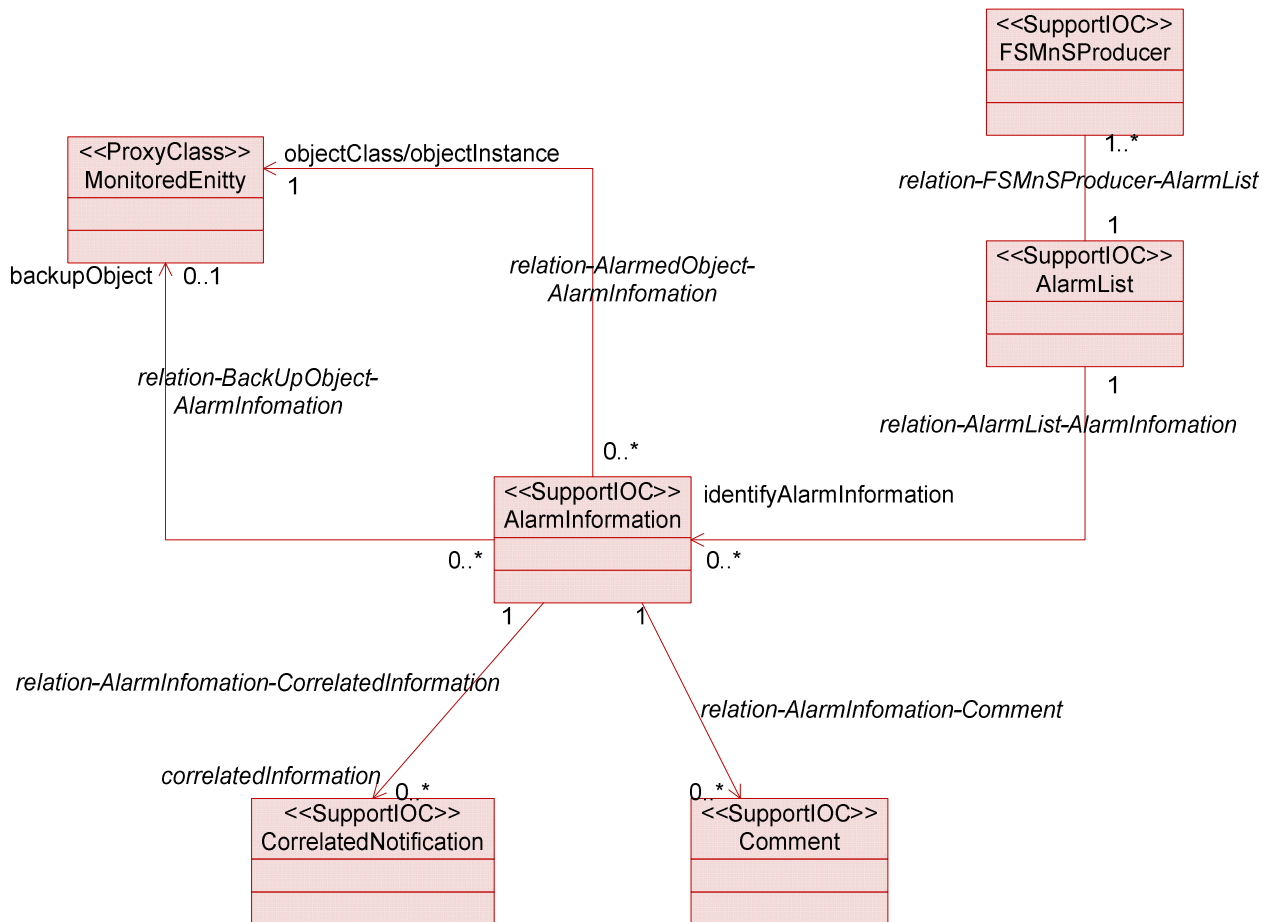 <<SupportIOC>>
FSMnSProducer
1..*
relation-FSMnSProducer-AlarmList
1
<<SupportIOC>>
AlarmList
1
relation-AlarmList-AlarmInfomation
<<ProxyClass>>
MonitoredEnitty
objectClass/objectInstance
1
backupObject
0..1
relation-AlarmedObject-
AlarmInfomation
relation-BackUpObject-
AlarmInfomation
0..*
<<SupportIOC>>
AlarmInformation
identifyAlarmInformation
0..*
0..*
1
1
relation-AlarmInfomation-CorrelatedInformation
relation-AlarmInfomation-Comment
correlatedInformation
0..*
0..*
<<SupportIOC>>
CorrelatedNotification
<<SupportIOC>>
Comment